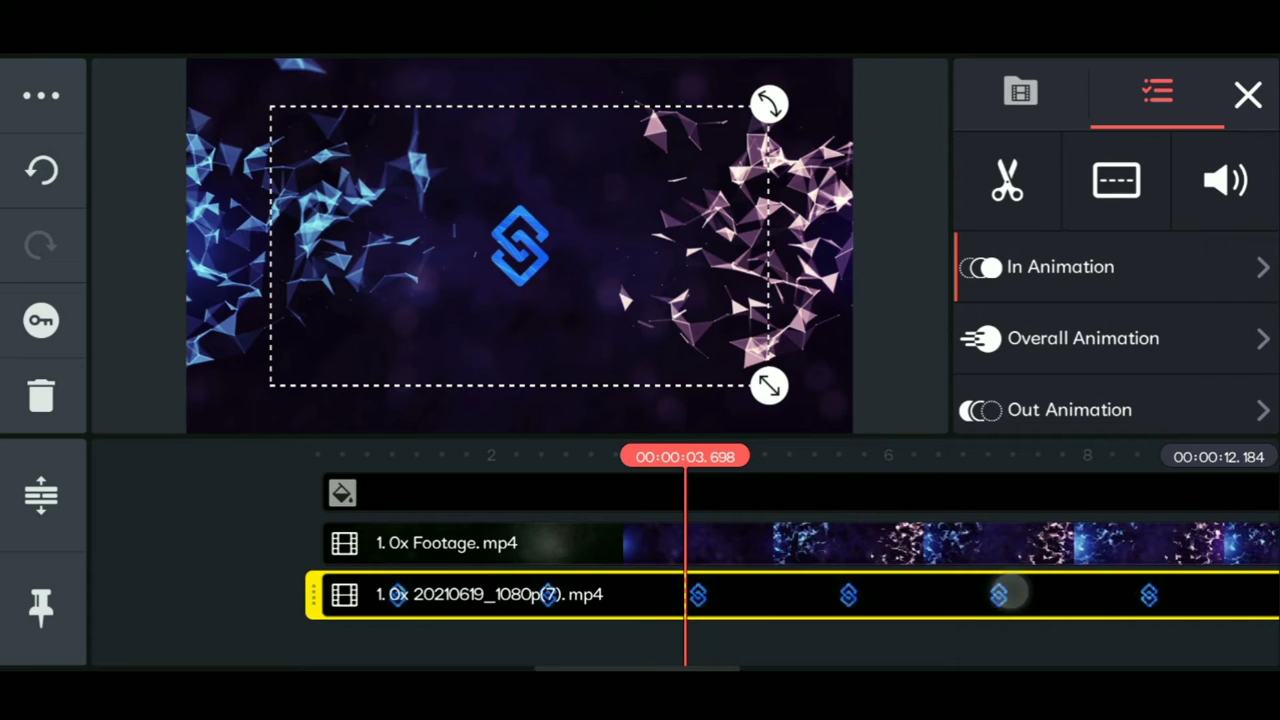 In Animation
Overall Animation
Out Animation
2
00:00:03. 698
6
8
00:00:12. 184
1. 0x Footage. mp4
1. 0x 20210619_1080p(7). mp4